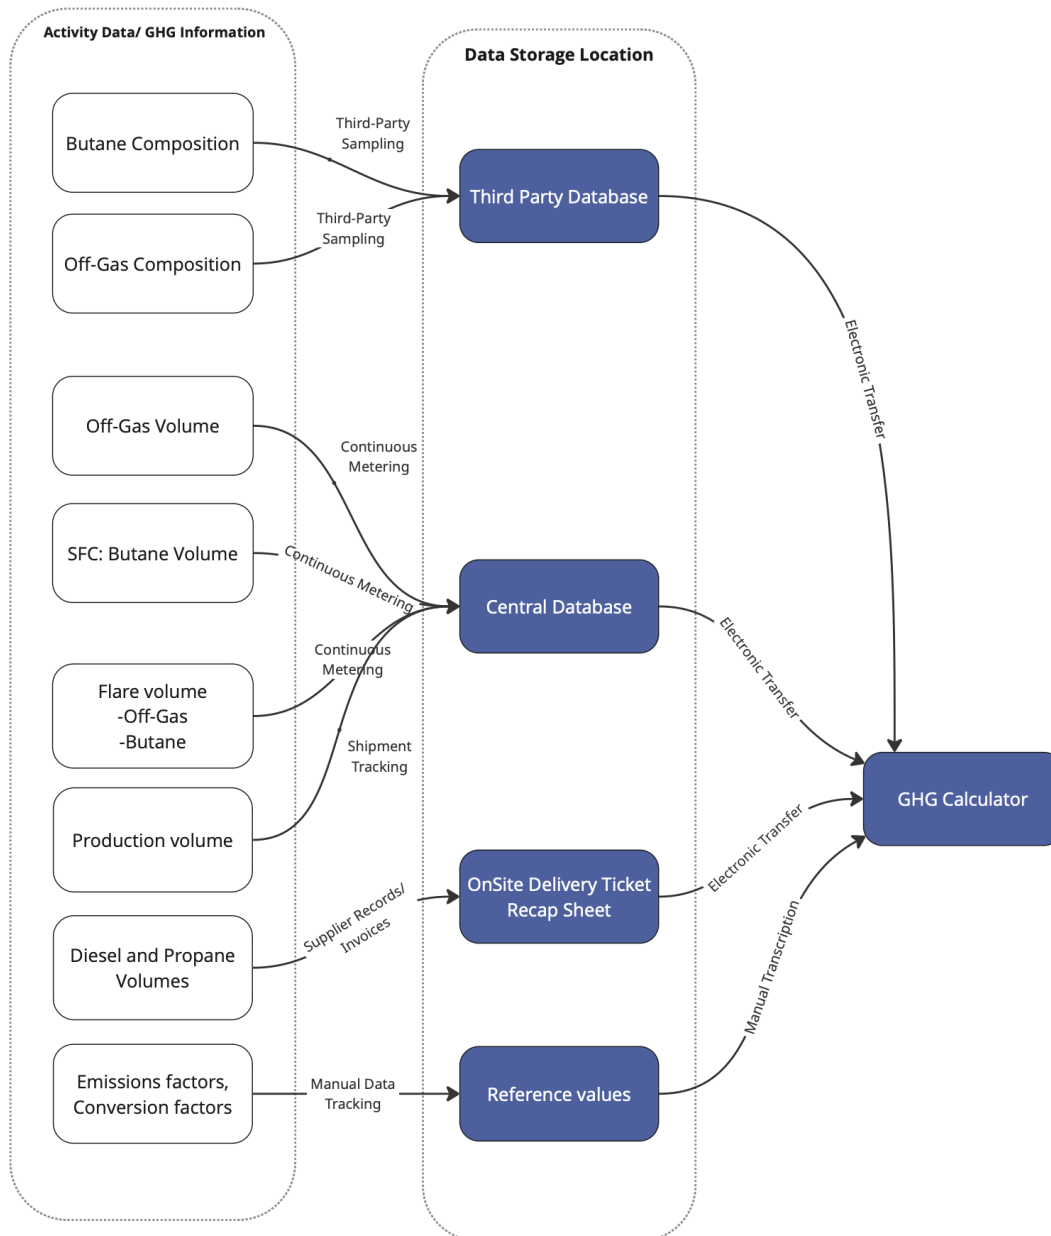 Activity Data/ GHG Information
Data Storage Location
Butane Composition
Third-Party
Sampling
Third Party Database
Off-Gas Composition
Third-Party
Sampling
Electronic Transfer
Off-Gas Volume
Continuous
Metering
SFC: Butane Volume
Continuous Metering
Central Database
Electronic Transfer
Flare volume
-Off-Gas
-Butane
Continuous
Metering
Production volume
Shipment
Tracking
GHG Calculator
Diesel and Propane
Volumes
Supplier Records/
Invoices
OnSite Delivery Ticket
Recap Sheet
Electronic Transfer
Emissions factors,
Conversion factors
Manual Data
Tracking
Reference values
Manual Transcription